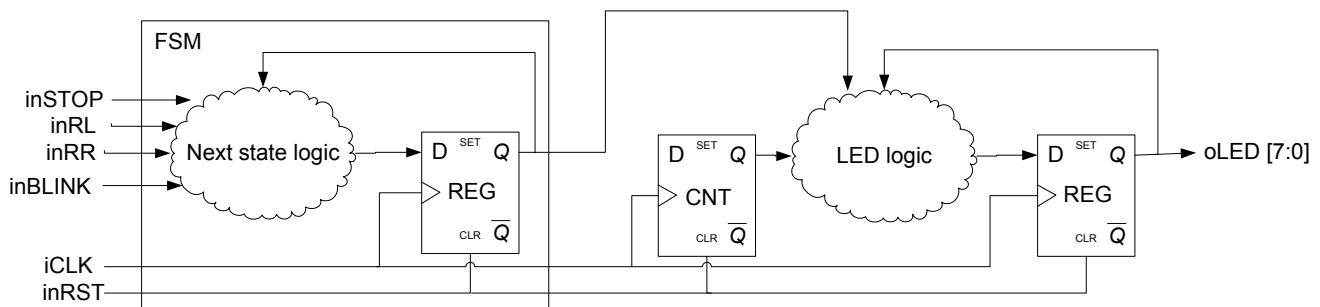 FSM
inSTOP
inRL
inRR
inBLINK
Next state logic
D SET Q
REG
CLR Q
D SET Q
CNT
CLR Q
LED logic
D SET Q
REG
CLR Q
oLED [7:0]
iCLK
inRST